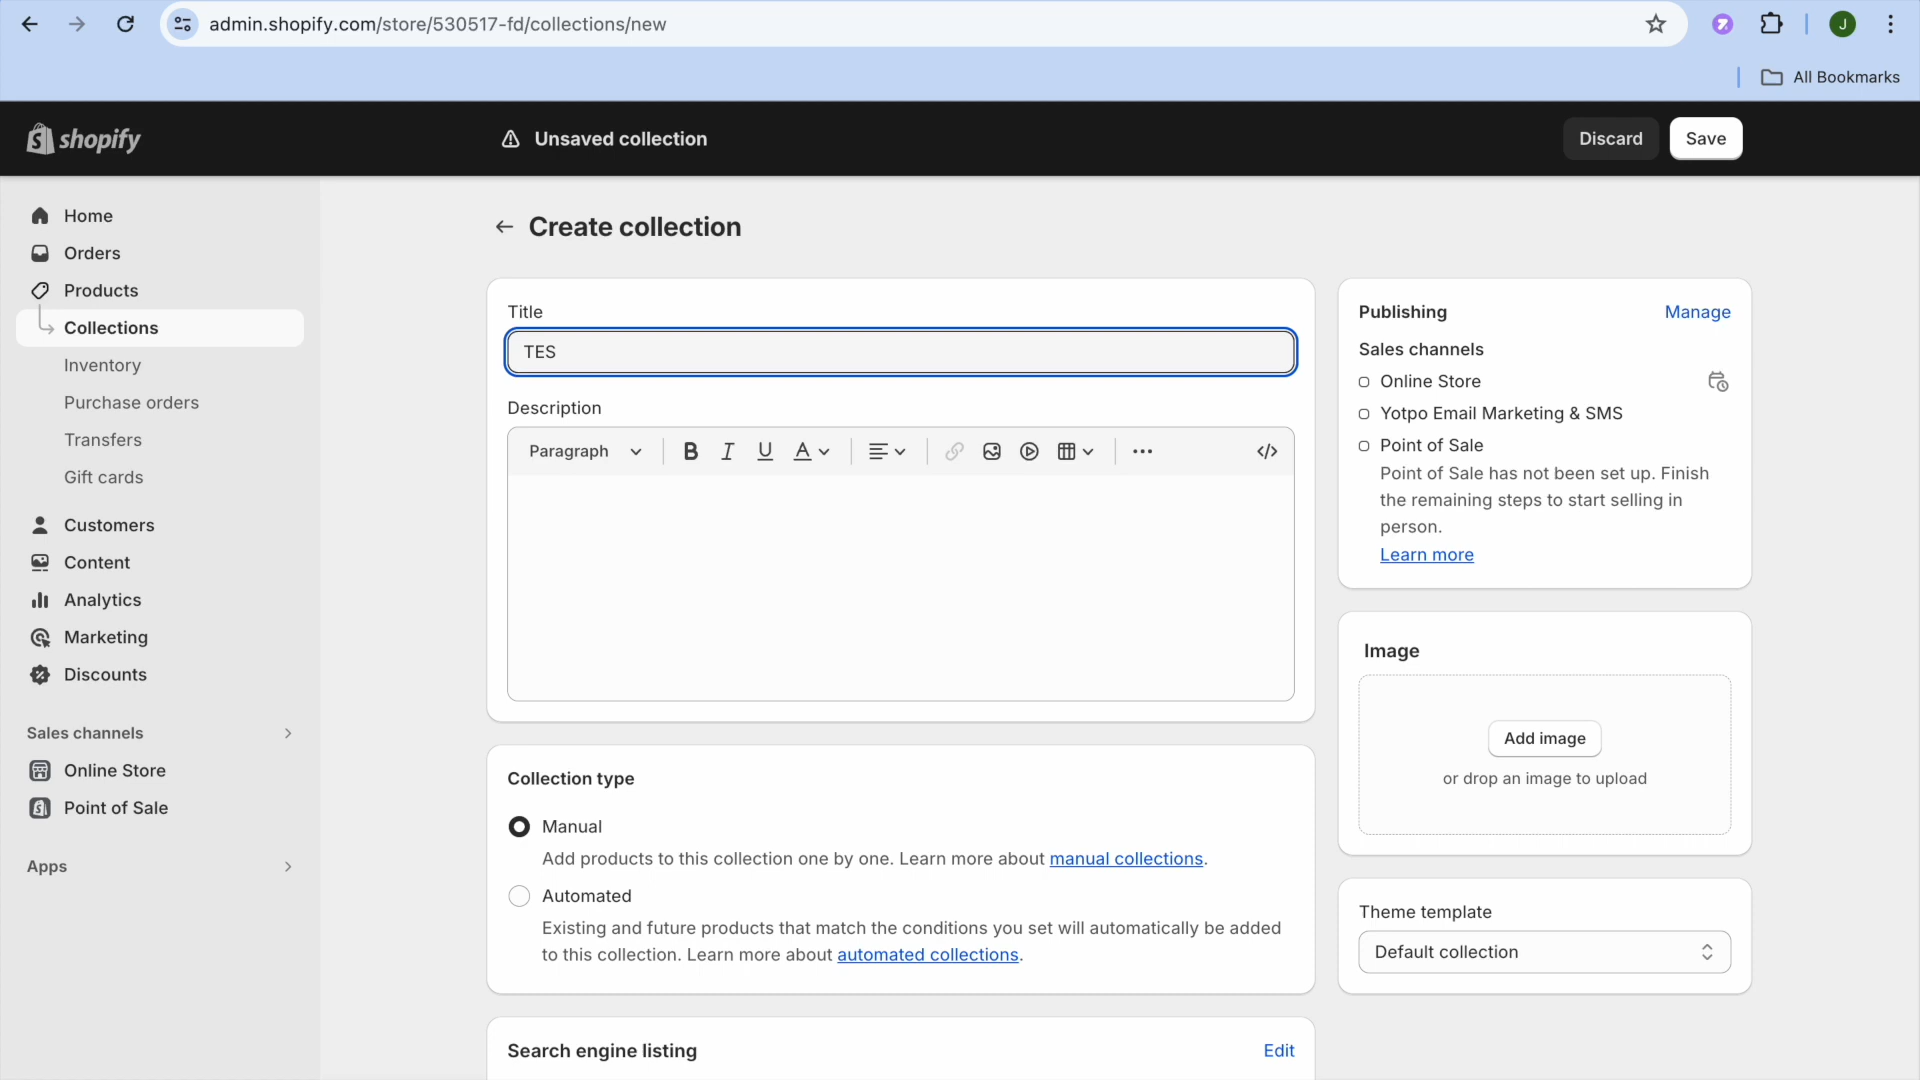 admin.shopify.com/store/530517-fd/collections/new
J
All Bookmarks
shopify
Unsaved collection
Discard
Save
Home
Orders
Products
Collections
Inventory
Purchase orders
Transfers
Gift cards
Customers
Content
Analytics
Marketing
Discounts
Sales channels
Online Store
Point of Sale
Apps
Create collection
Title
TES
Description
Paragraph
B I U A
Collection type
Manual
Add products to this collection one by one. Learn more about manual collections.
Automated
Existing and future products that match the conditions you set will automatically be added
to this collection. Learn more about automated collections.
Search engine listing
Edit
Publishing
Manage
Sales channels
Online Store
Yotpo Email Marketing & SMS
Point of Sale
Point of Sale has not been set up. Finish
the remaining steps to start selling in
person.
Learn more
Image
Add image
or drop an image to upload
Theme template
Default collection